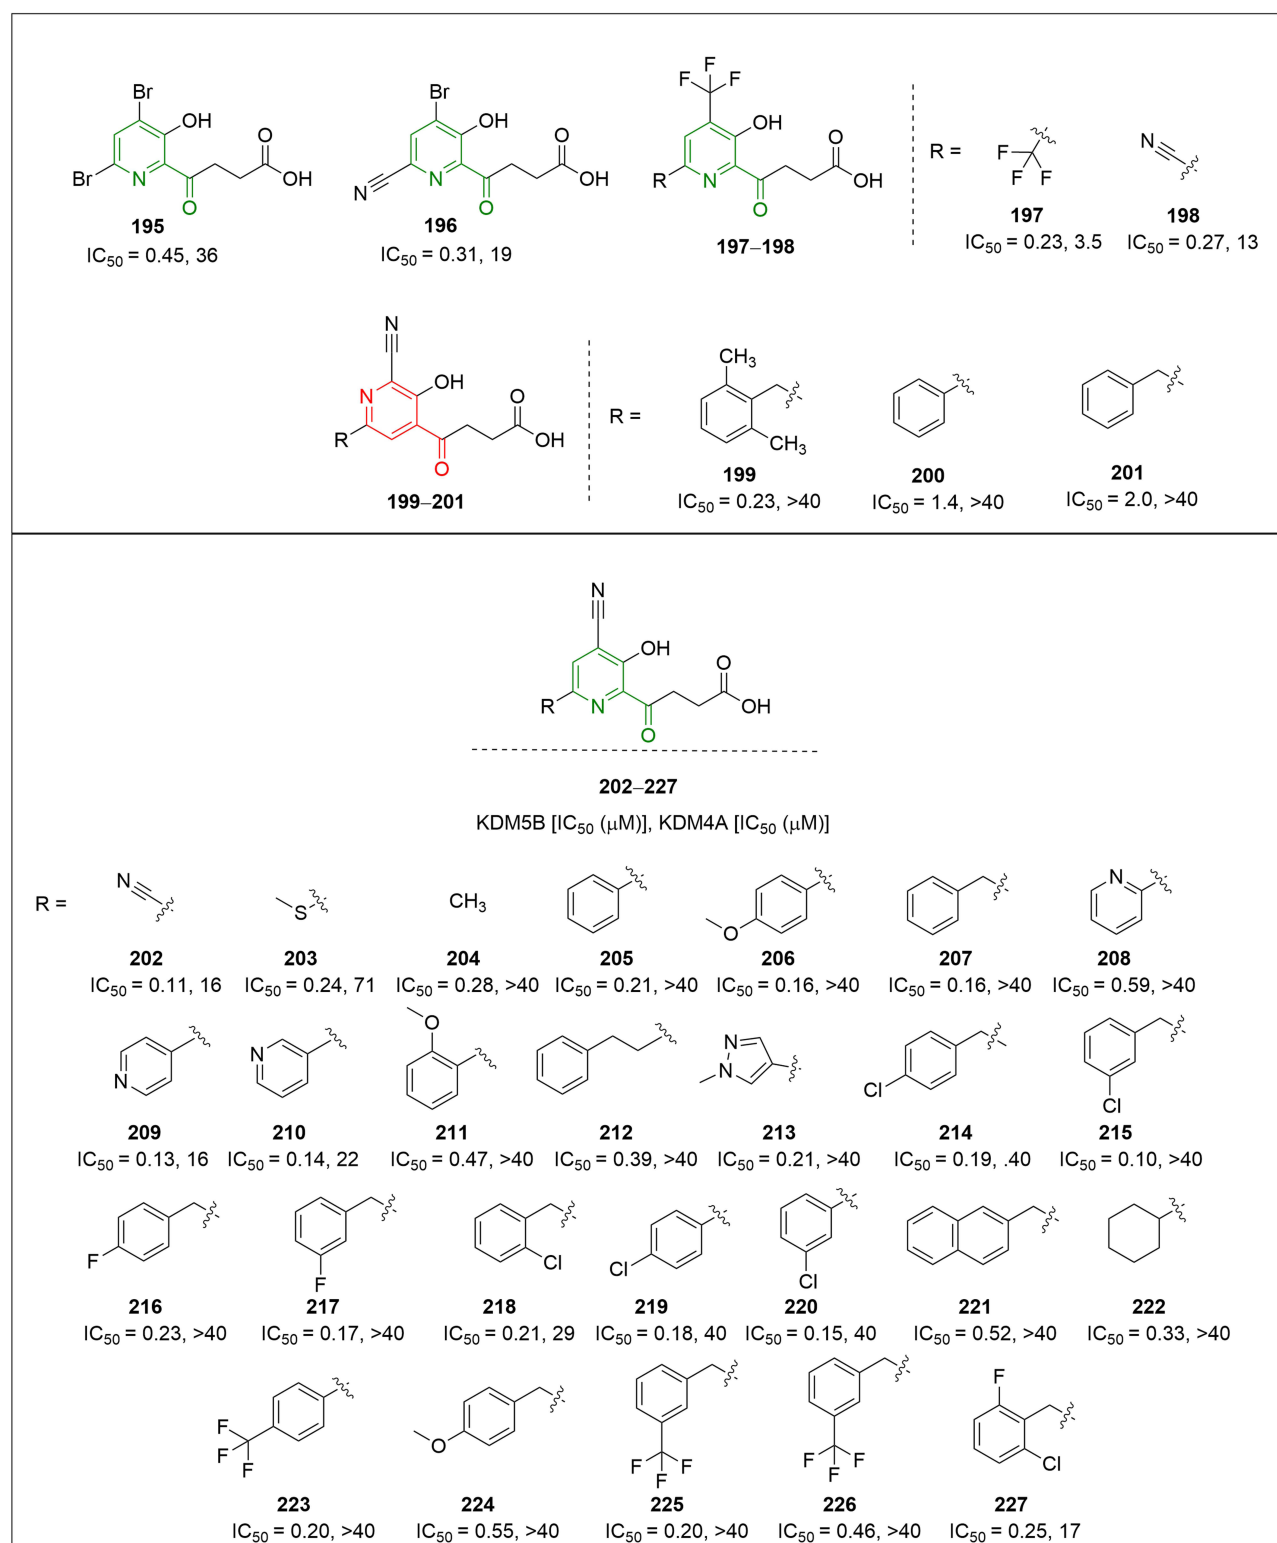 Br
OH
O
Br
N
OH
O
195
IC50 = 0.45, 36
Br
OH
O
N
N
OH
O
196
IC50 = 0.31, 19
F
F F
OH
O
R
N
OH
O
197–198
R =
F
F F
197
IC50 = 0.23, 3.5
N
198
IC50 = 0.27, 13
N
OH
N
O
R
OH
O
199–201
R =
CH3
CH3
199
IC50 = 0.23, >40
200
IC50 = 1.4, >40
201
IC50 = 2.0, >40
N
OH
O
R
N
OH
O
202–227
KDM5B [IC50 (μM)], KDM4A [IC50 (μM)]
R =
N
202
IC50 = 0.11, 16
S
203
IC50 = 0.24, 71
CH3
204
IC50 = 0.28, >40
205
IC50 = 0.21, >40
O
206
IC50 = 0.16, >40
207
IC50 = 0.16, >40
N
208
IC50 = 0.59, >40
N
209
IC50 = 0.13, 16
N
210
IC50 = 0.14, 22
O
211
IC50 = 0.47, >40
212
IC50 = 0.39, >40
N
N
213
IC50 = 0.21, >40
Cl
214
IC50 = 0.19, .40
Cl
215
IC50 = 0.10, >40
F
216
IC50 = 0.23, >40
F
217
IC50 = 0.17, >40
Cl
218
IC50 = 0.21, 29
Cl
219
IC50 = 0.18, 40
Cl
220
IC50 = 0.15, 40
221
IC50 = 0.52, >40
222
IC50 = 0.33, >40
F
F
F
223
IC50 = 0.20, >40
O
224
IC50 = 0.55, >40
F F
F
225
IC50 = 0.20, >40
F F
F
226
IC50 = 0.46, >40
F
Cl
227
IC50 = 0.25, 17